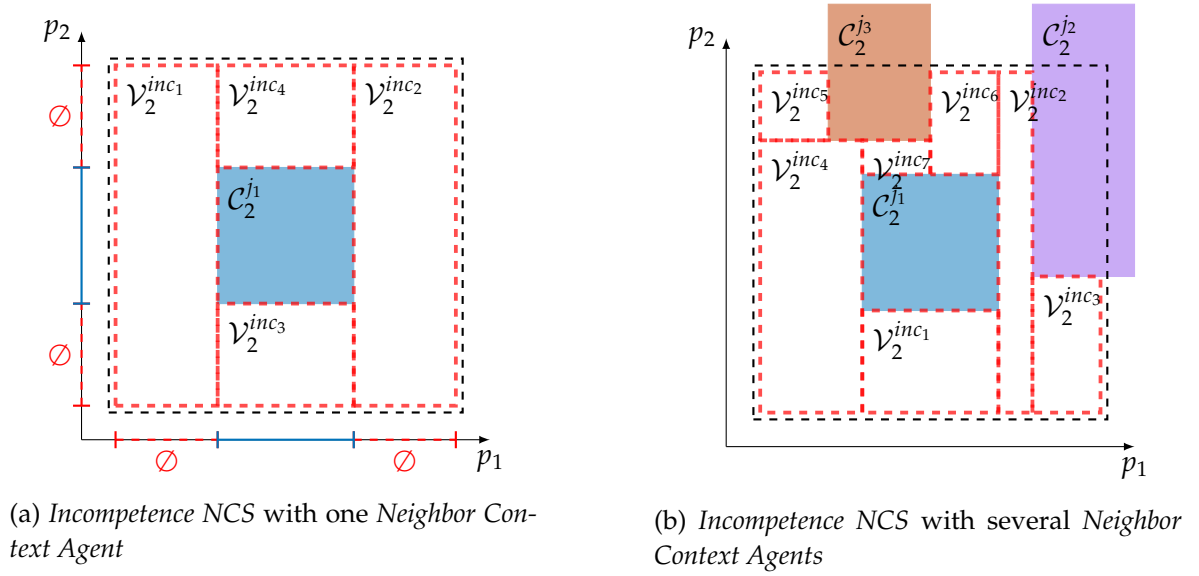 p₂
𝒱₂^{inc₁} 𝒱₂^{inc₄} 𝒱₂^{inc₂}
∅
𝒞₂^{j₁}
𝒱₂^{inc₃}
∅
∅ ∅ p₁
(a) Incompetence NCS with one Neighbor Con-
text Agent
p₂
𝒞₂^{j₃} 𝒞₂^{j₂}
𝒱₂^{inc₅} 𝒱₂^{inc₆} 𝒱₂^{inc₂}
𝒱₂^{inc₄} 𝒱₂^{inc₇}
𝒞₂^{j₁}
𝒱₂^{inc₃}
𝒱₂^{inc₁}
p₁
(b) Incompetence NCS with several Neighbor
Context Agents